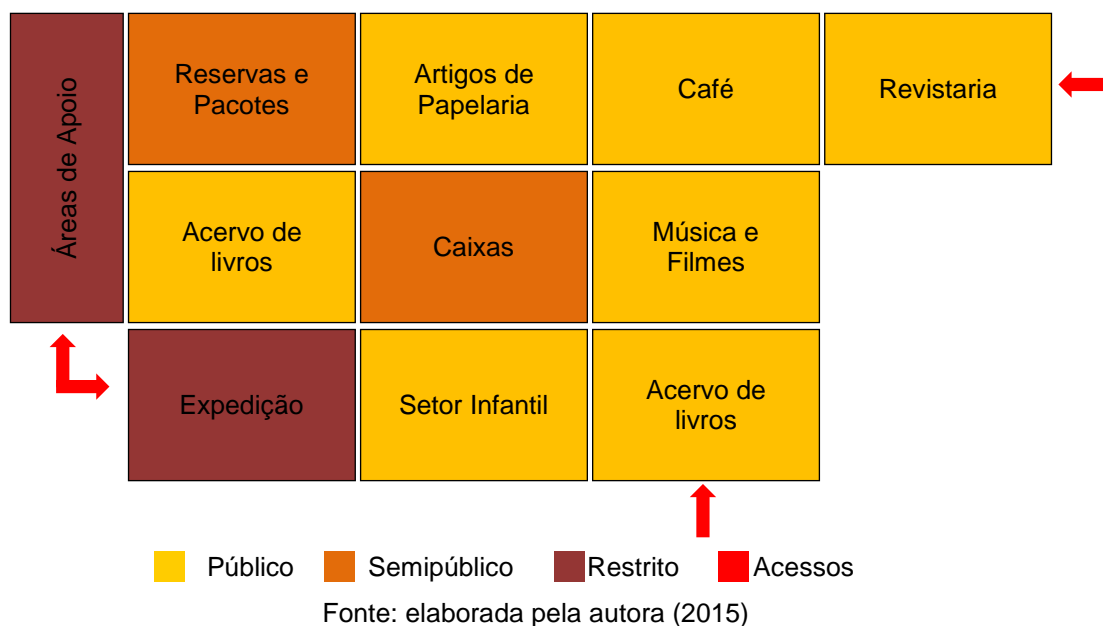 Áreas de Apoio
Reservas e
Pacotes
Artigos de
Papelaria
Café
Revistaria
Acervo de
livros
Caixas
Música e
Filmes
Expedição
Setor Infantil
Acervo de
livros
Público
Semipúblico
Restrito
Acessos
Fonte: elaborada pela autora (2015)